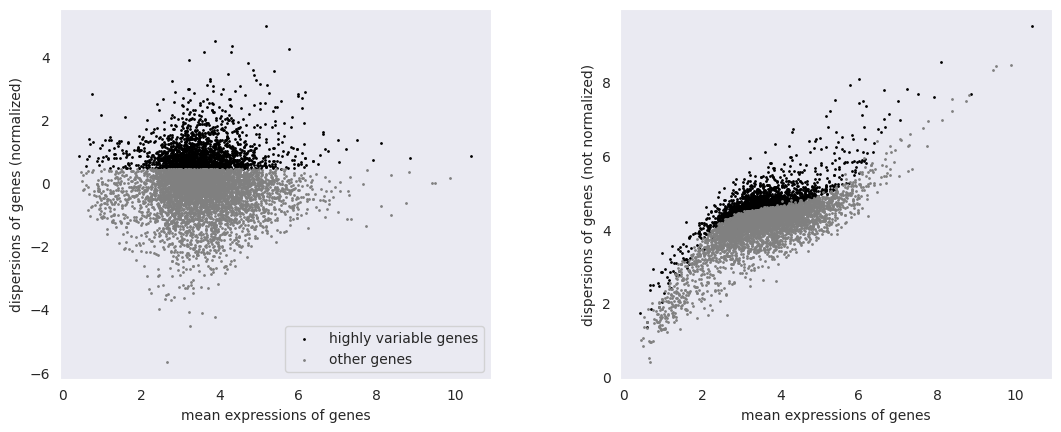 dispersions of genes (normalized)
4
2
0
−2
−4
−6
0 2 4 6 8 10
mean expressions of genes
highly variable genes
other genes
dispersions of genes (not normalized)
8
6
4
2
0
0 2 4 6 8 10
mean expressions of genes